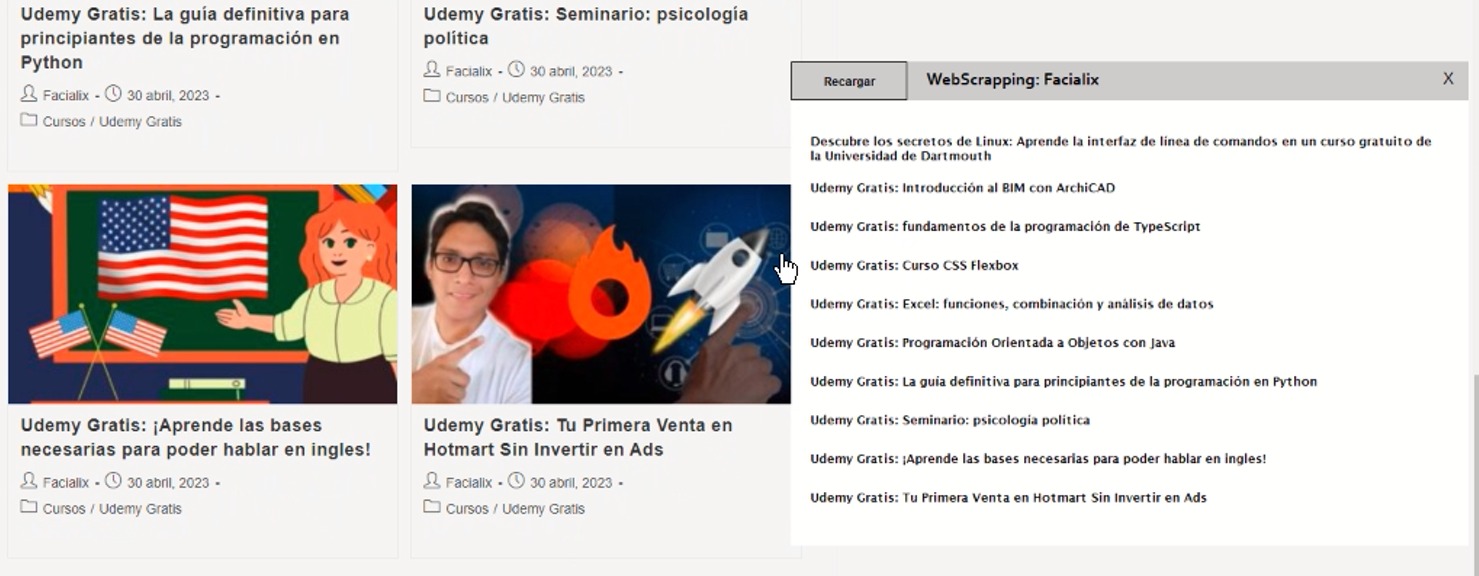 Udemy Gratis: La guía definitiva para
principiantes de la programación en
Python
Facialix - 30 abril, 2023 -
Cursos / Udemy Gratis
Udemy Gratis: Seminario: psicología
política
Facialix - 30 abril, 2023 -
Cursos / Udemy Gratis
Udemy Gratis: ¡Aprende las bases
necesarias para poder hablar en ingles!
Facialix - 30 abril, 2023 -
Cursos / Udemy Gratis
Udemy Gratis: Tu Primera Venta en
Hotmart Sin Invertir en Ads
Facialix - 30 abril, 2023 -
Cursos / Udemy Gratis
Recargar
WebScrapping: Facialix
X
Descubre los secretos de Linux: Aprende la interfaz de línea de comandos en un curso gratuito de
la Universidad de Dartmouth
Udemy Gratis: Introducción al BIM con ArchiCAD
Udemy Gratis: fundamentos de la programación de TypeScript
Udemy Gratis: Curso CSS Flexbox
Udemy Gratis: Excel: funciones, combinación y análisis de datos
Udemy Gratis: Programación Orientada a Objetos con Java
Udemy Gratis: La guía definitiva para principiantes de la programación en Python
Udemy Gratis: Seminario: psicología política
Udemy Gratis: ¡Aprende las bases necesarias para poder hablar en ingles!
Udemy Gratis: Tu Primera Venta en Hotmart Sin Invertir en Ads